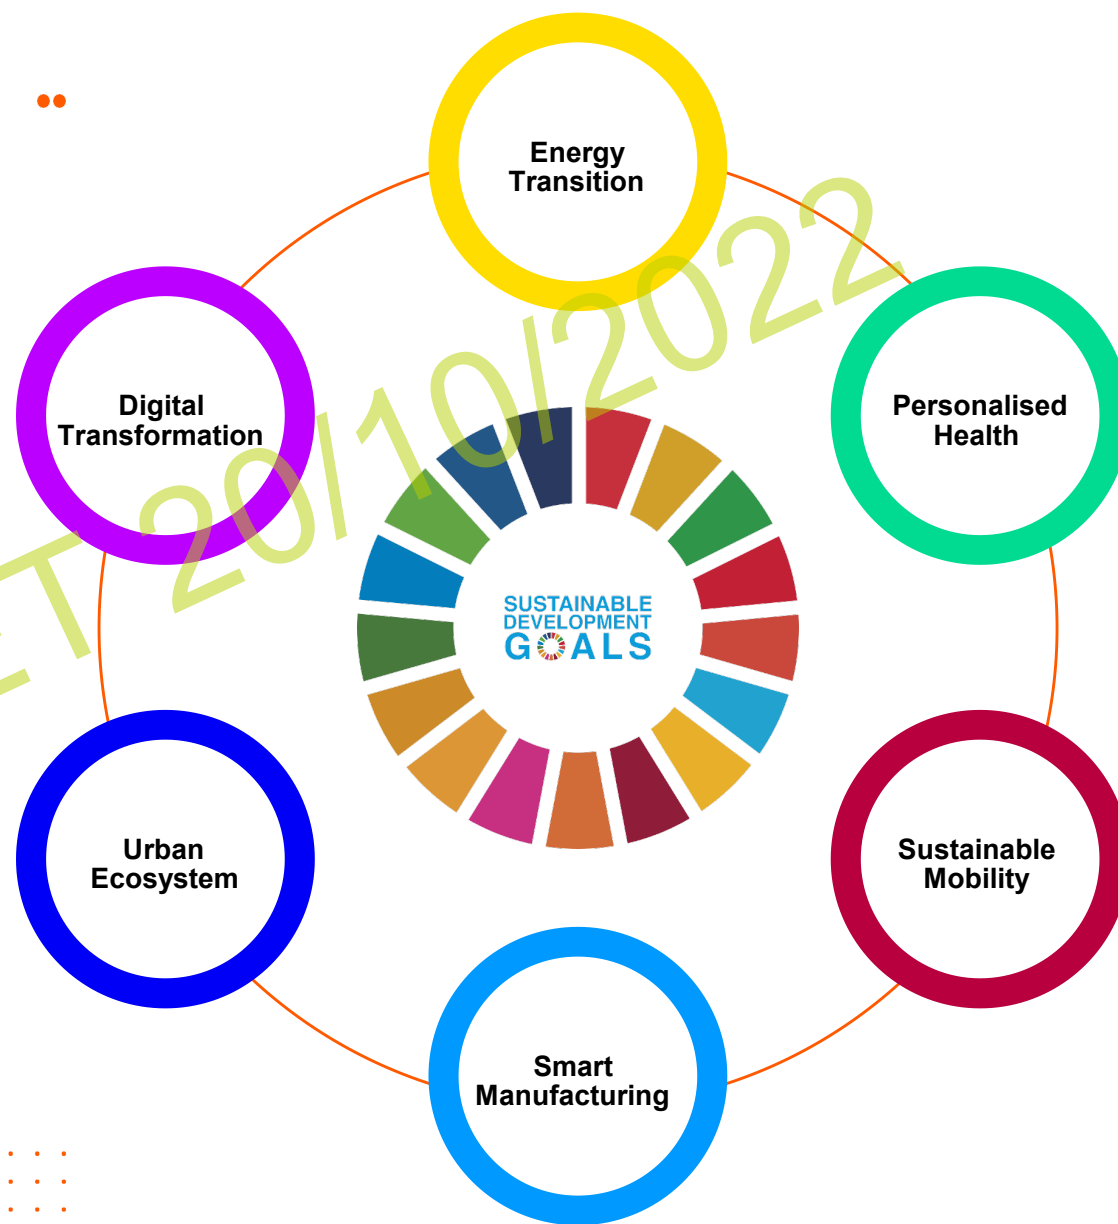 Energy
Transition
Digital
Transformation
Personalised
Health
SUSTAINABLE
DEVELOPMENT
GOALS
Urban
Ecosystem
Sustainable
Mobility
Smart
Manufacturing
T 20/10/2022